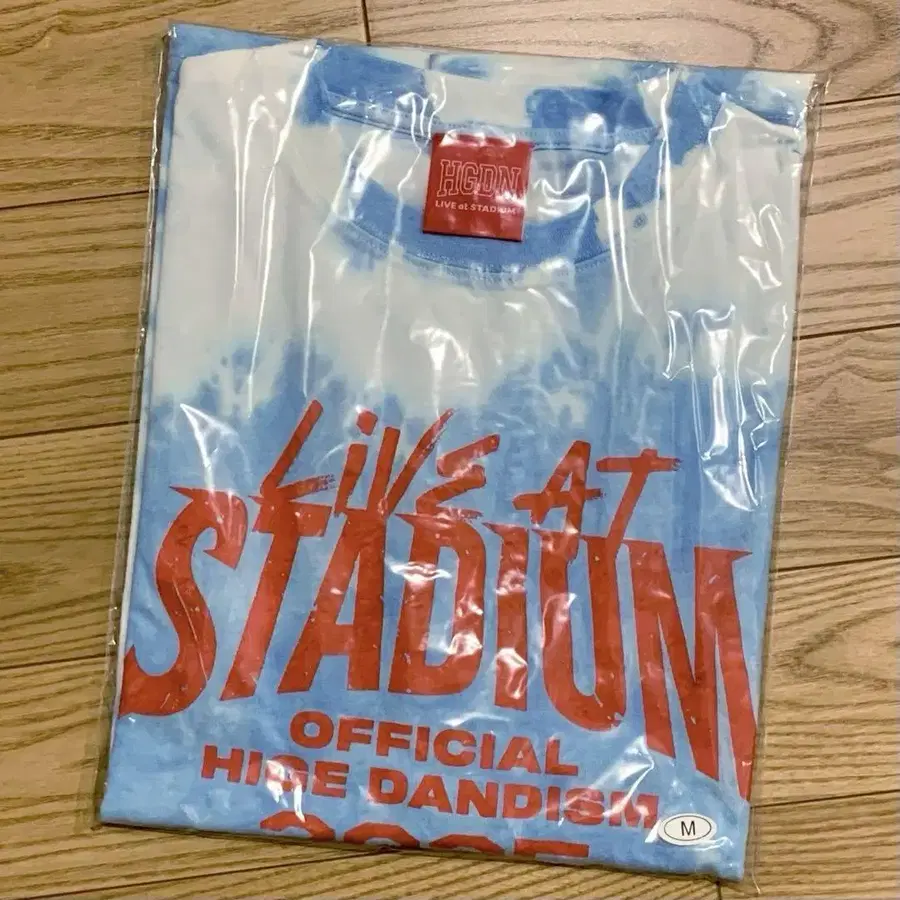 HGDN
LIVE at STADIUM
LiVE AT
STADIUM
OFFICIAL
HIGE DANDISM
M